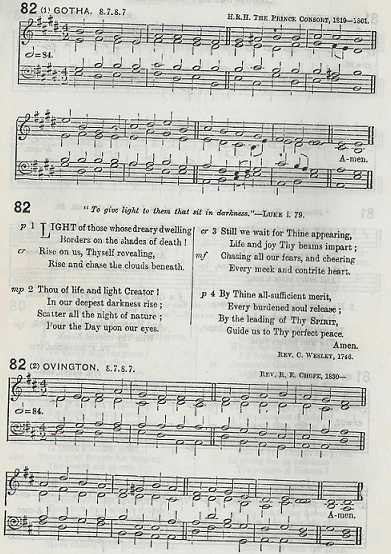 82 (1) GOTHA. 8.7.8.7
H.R.H. THE PRINCE CONSORT, 1819—1861.
=84.
A-men.
82
"To give light to them that sit in darkness."—LUKE i. 79.
p 1 LIGHT of those whose dreary dwelling
Borders on the shades of death!
cr Rise on us, Thyself revealing,
Rise and chase the clouds beneath.
mp 2 Thou of life and light Creator!
In our deepest darkness rise;
Scatter all the night of nature;
Pour the Day upon our eyes.
cr 3 Still we wait for Thine appearing,
Life and joy Thy beams impart;
mf Chasing all our fears, and cheering
Every meek and contrite heart.
p 4 By Thine all-sufficient merit,
Every burdened soul release;
By the leading of Thy SPIRIT,
Guide us to Thy perfect peace.
Amen.
REV. C. WESLEY, 1746.
82 (2) OVINGTON. 8.7.8.7.
REV. R. R. CHOPE, 1830—
=84.
A-men.